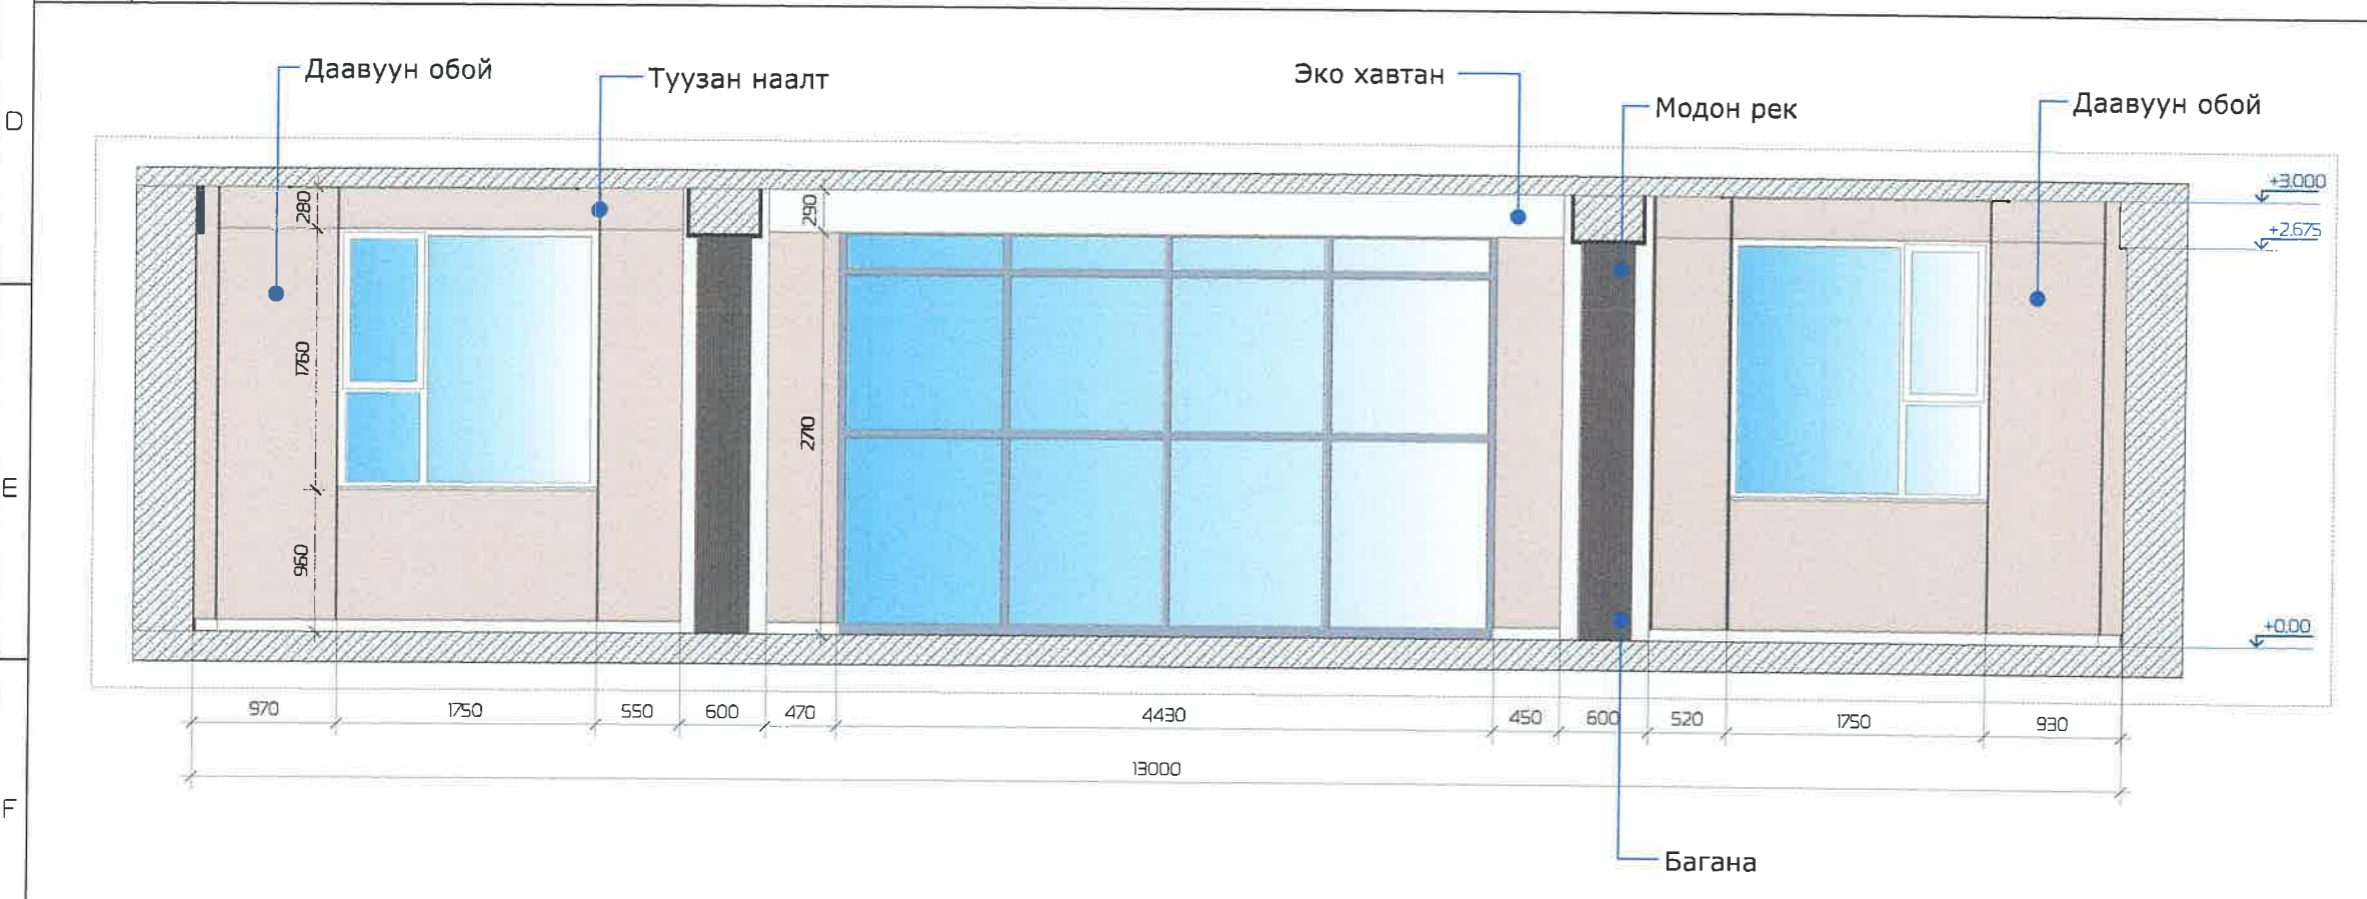 Даавуун обой
Туузан наалт
Эко хавтан
Модон рек
Даавуун обой
D
+3.000
280
290
+2.675
1760
2710
E
960
+0.00
970 1750 550 600 470 4430 450 600 520 1750 930
13000
F
Багана